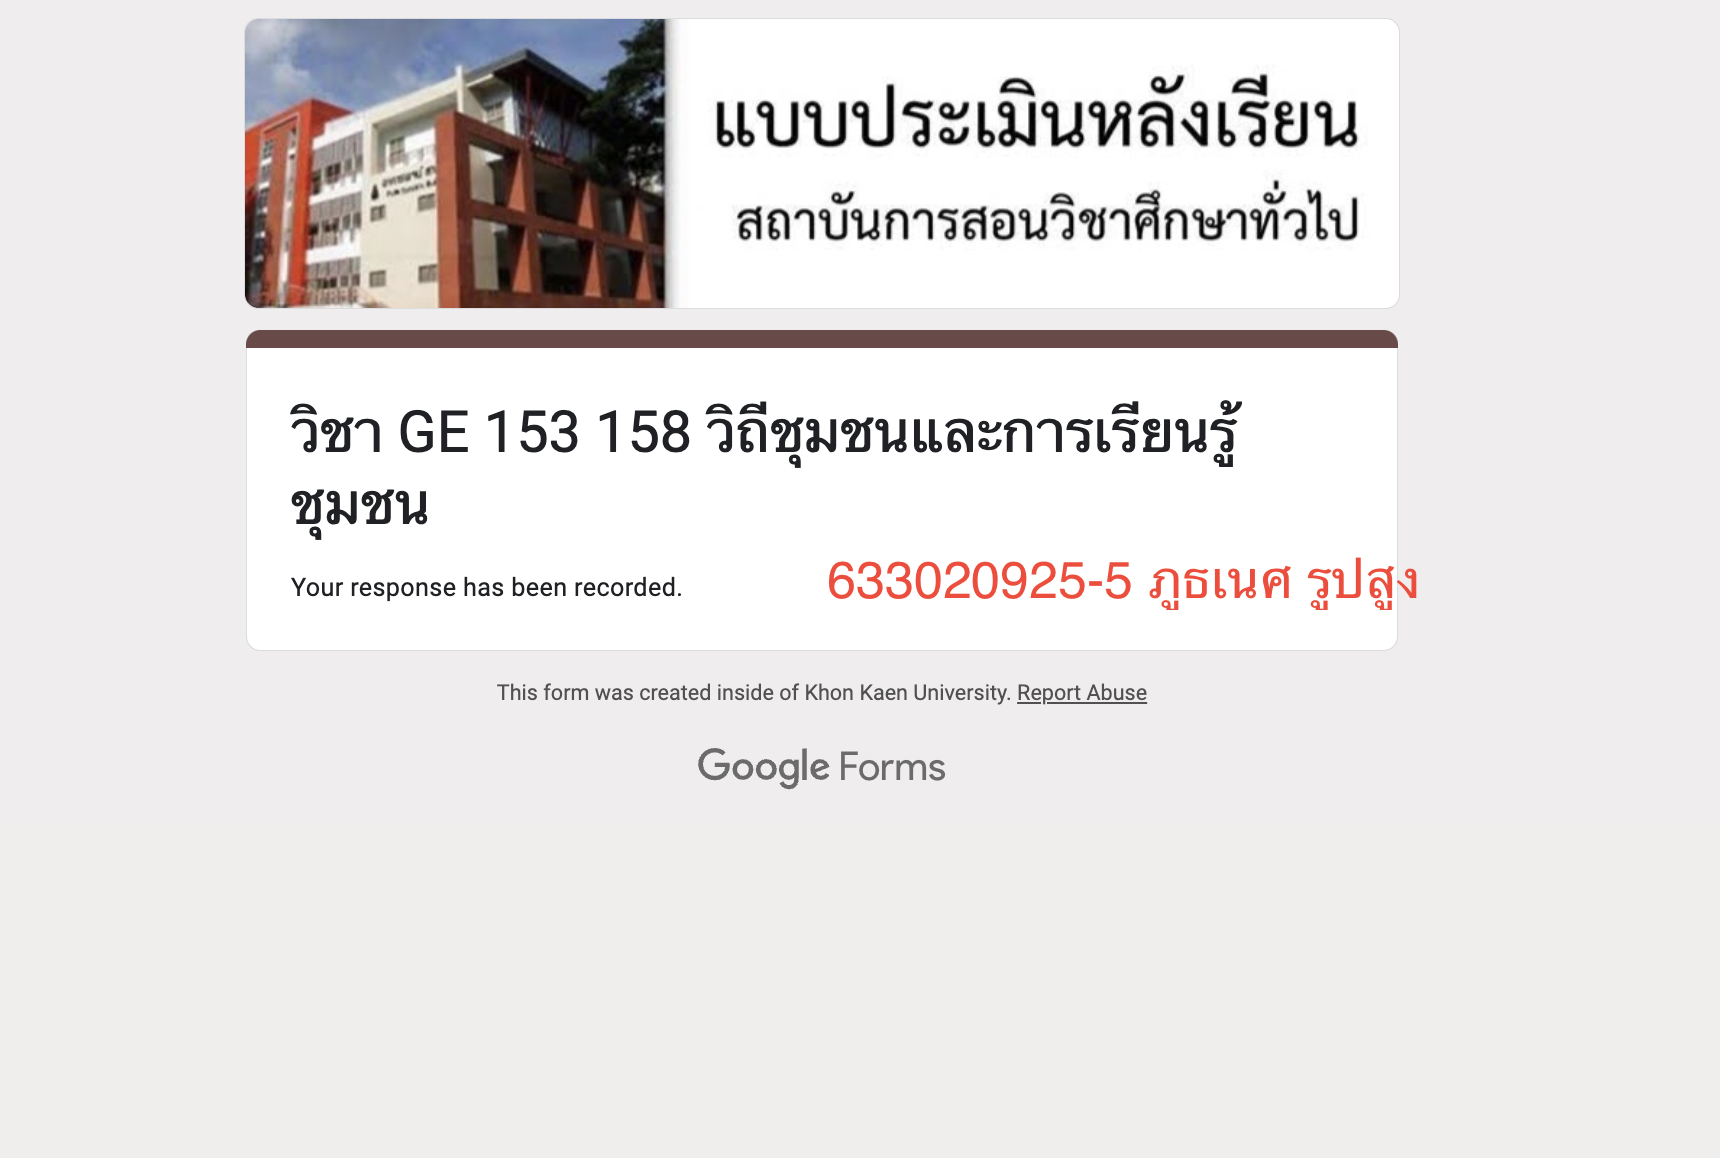 แบบประเมินหลังเรียน
สถาบันการสอนวิชาศึกษาทั่วไป
วิชา GE 153 158 วิถีชุมชนและการเรียนรู้
ชุมชน
Your response has been recorded.
633020925-5 ภูธเนศ รูปสูง
This form was created inside of Khon Kaen University. Report Abuse
Google Forms